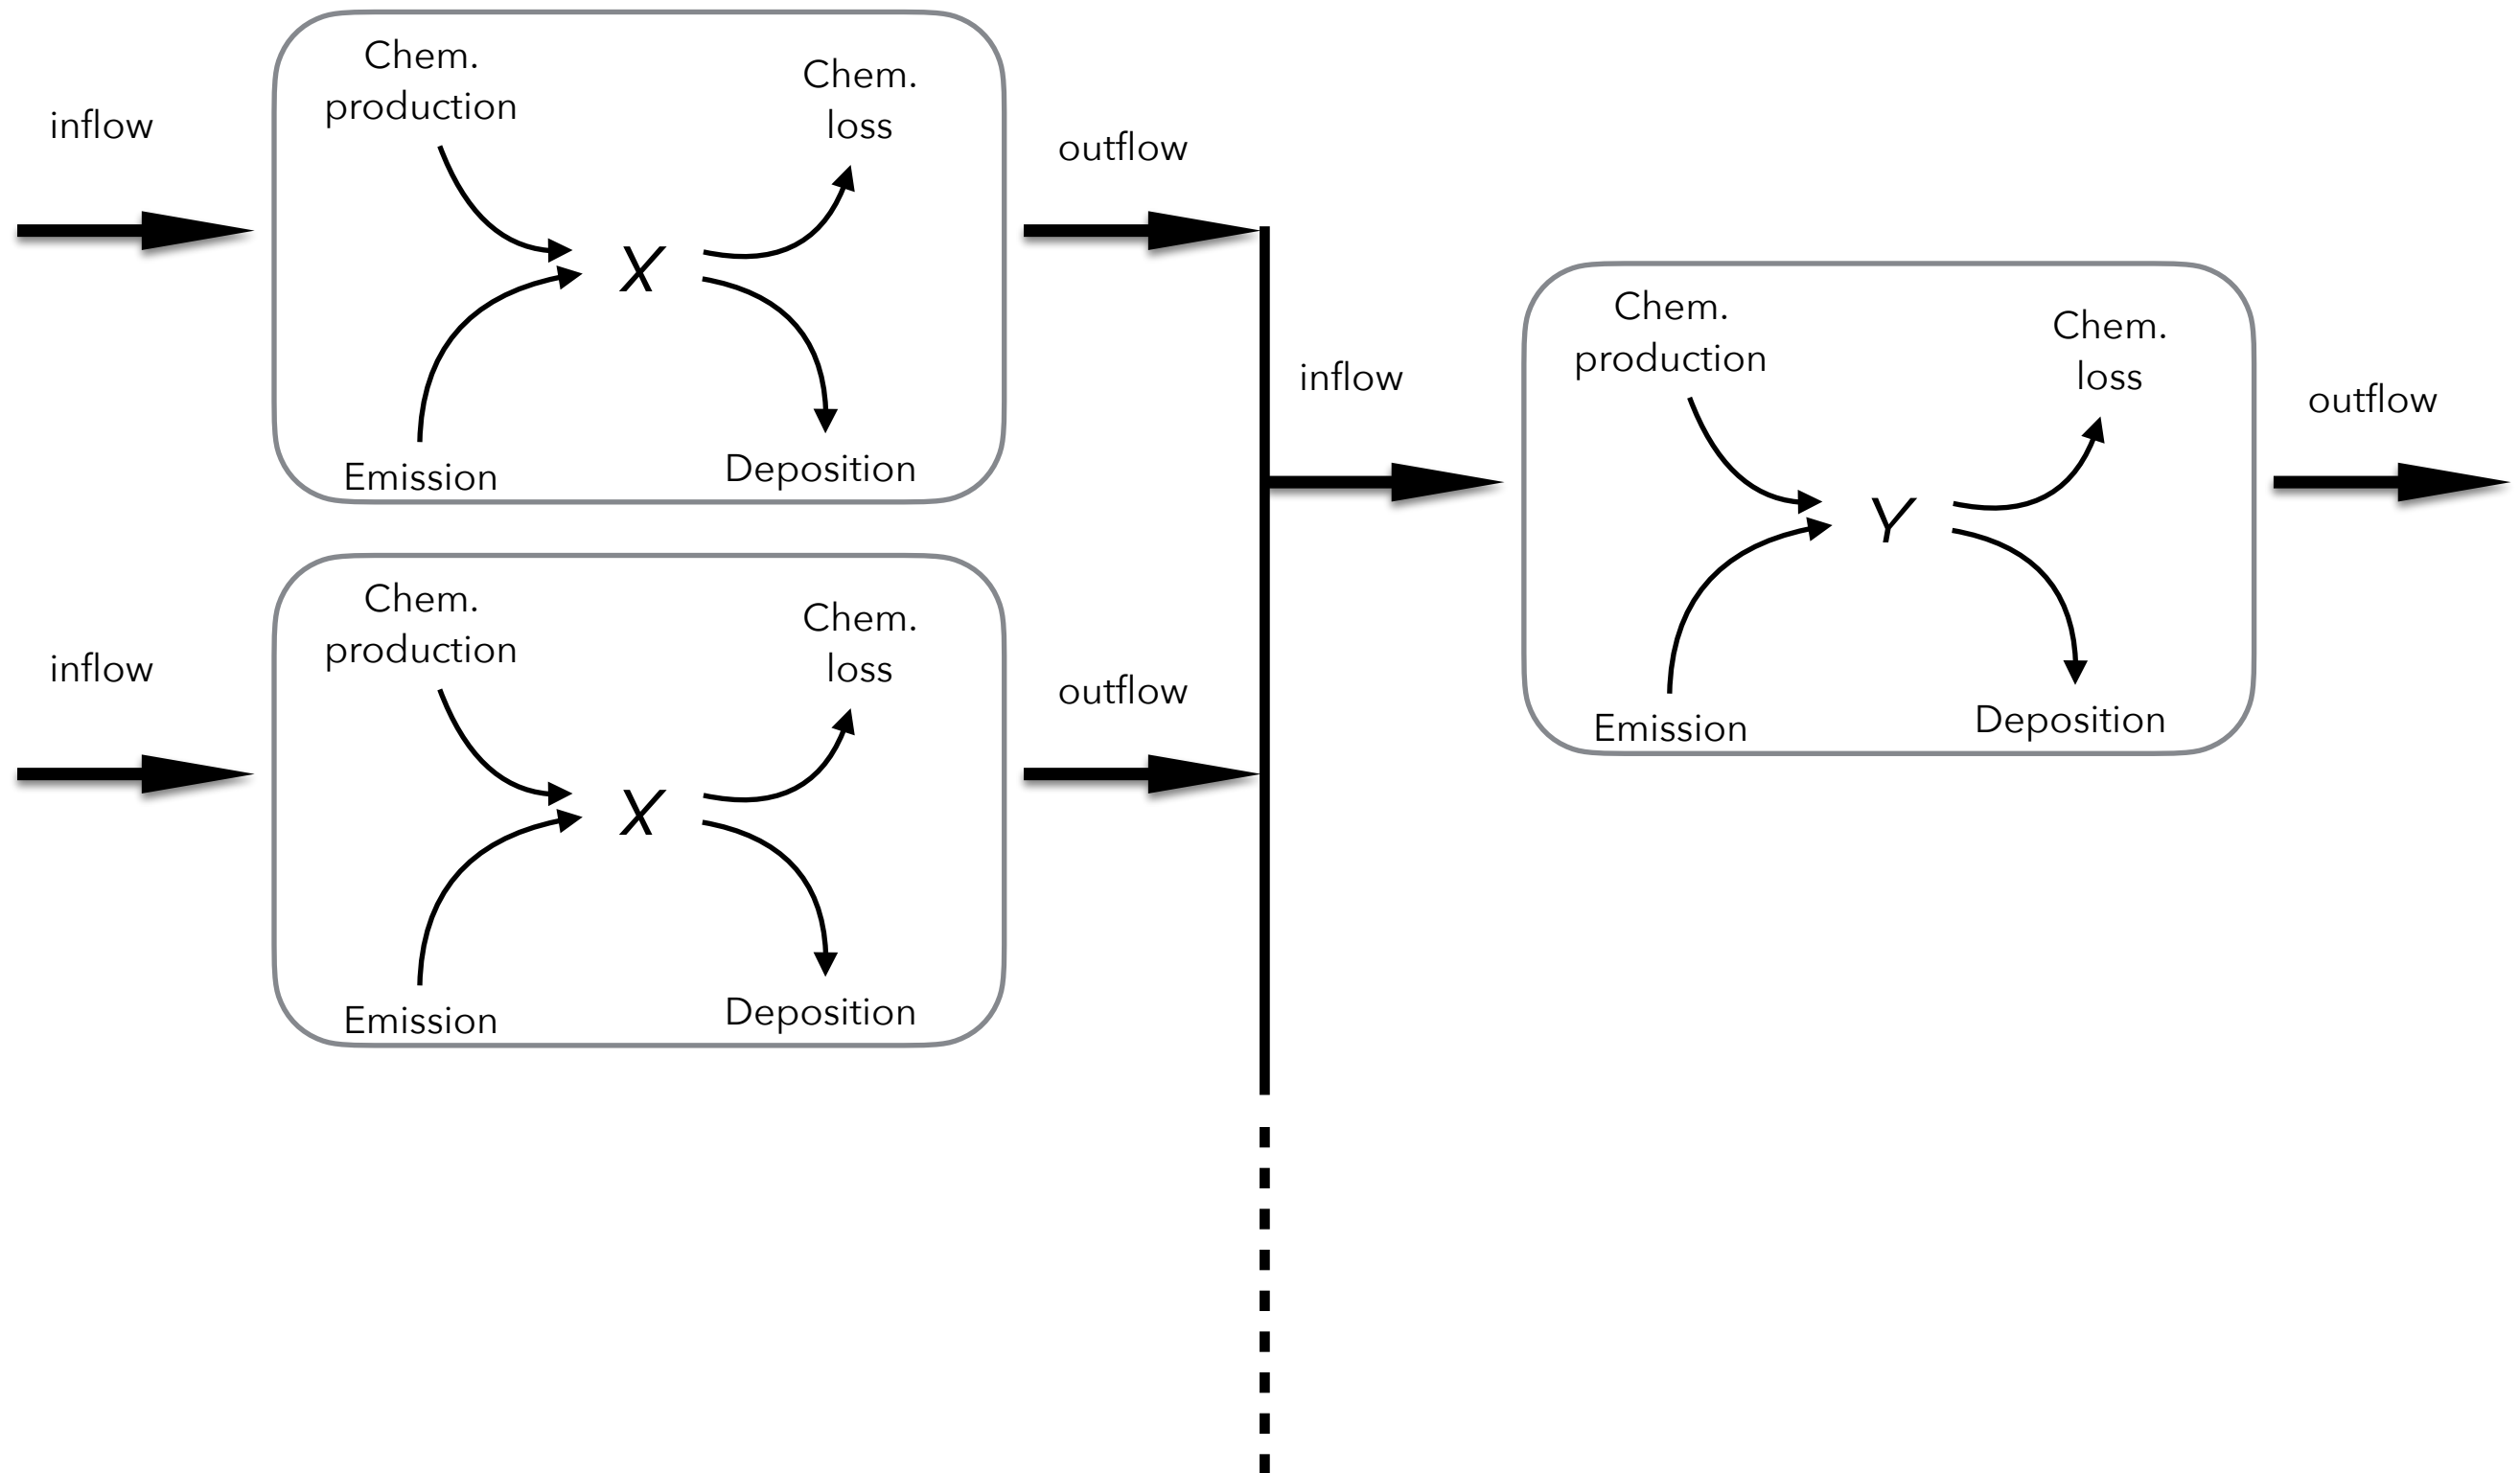 inflow
Chem.
production
Chem.
loss
X
Emission
Deposition
outflow
inflow
Chem.
production
Chem.
loss
X
Emission
Deposition
outflow
inflow
Chem.
production
Chem.
loss
Y
Emission
Deposition
outflow